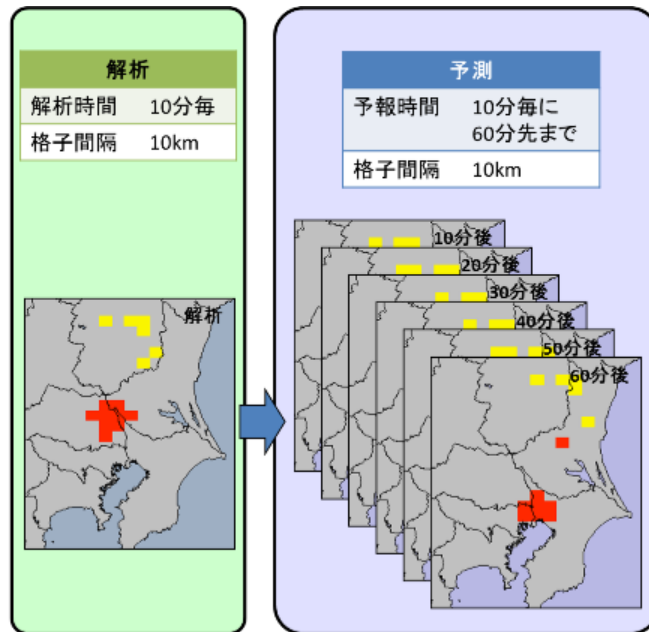 解析
解析時間 10分毎
格子間隔 10km
解析
予測
予報時間 10分毎に
60分先まで
格子間隔 10km
10分後
20分後
30分後
40分後
50分後
60分後